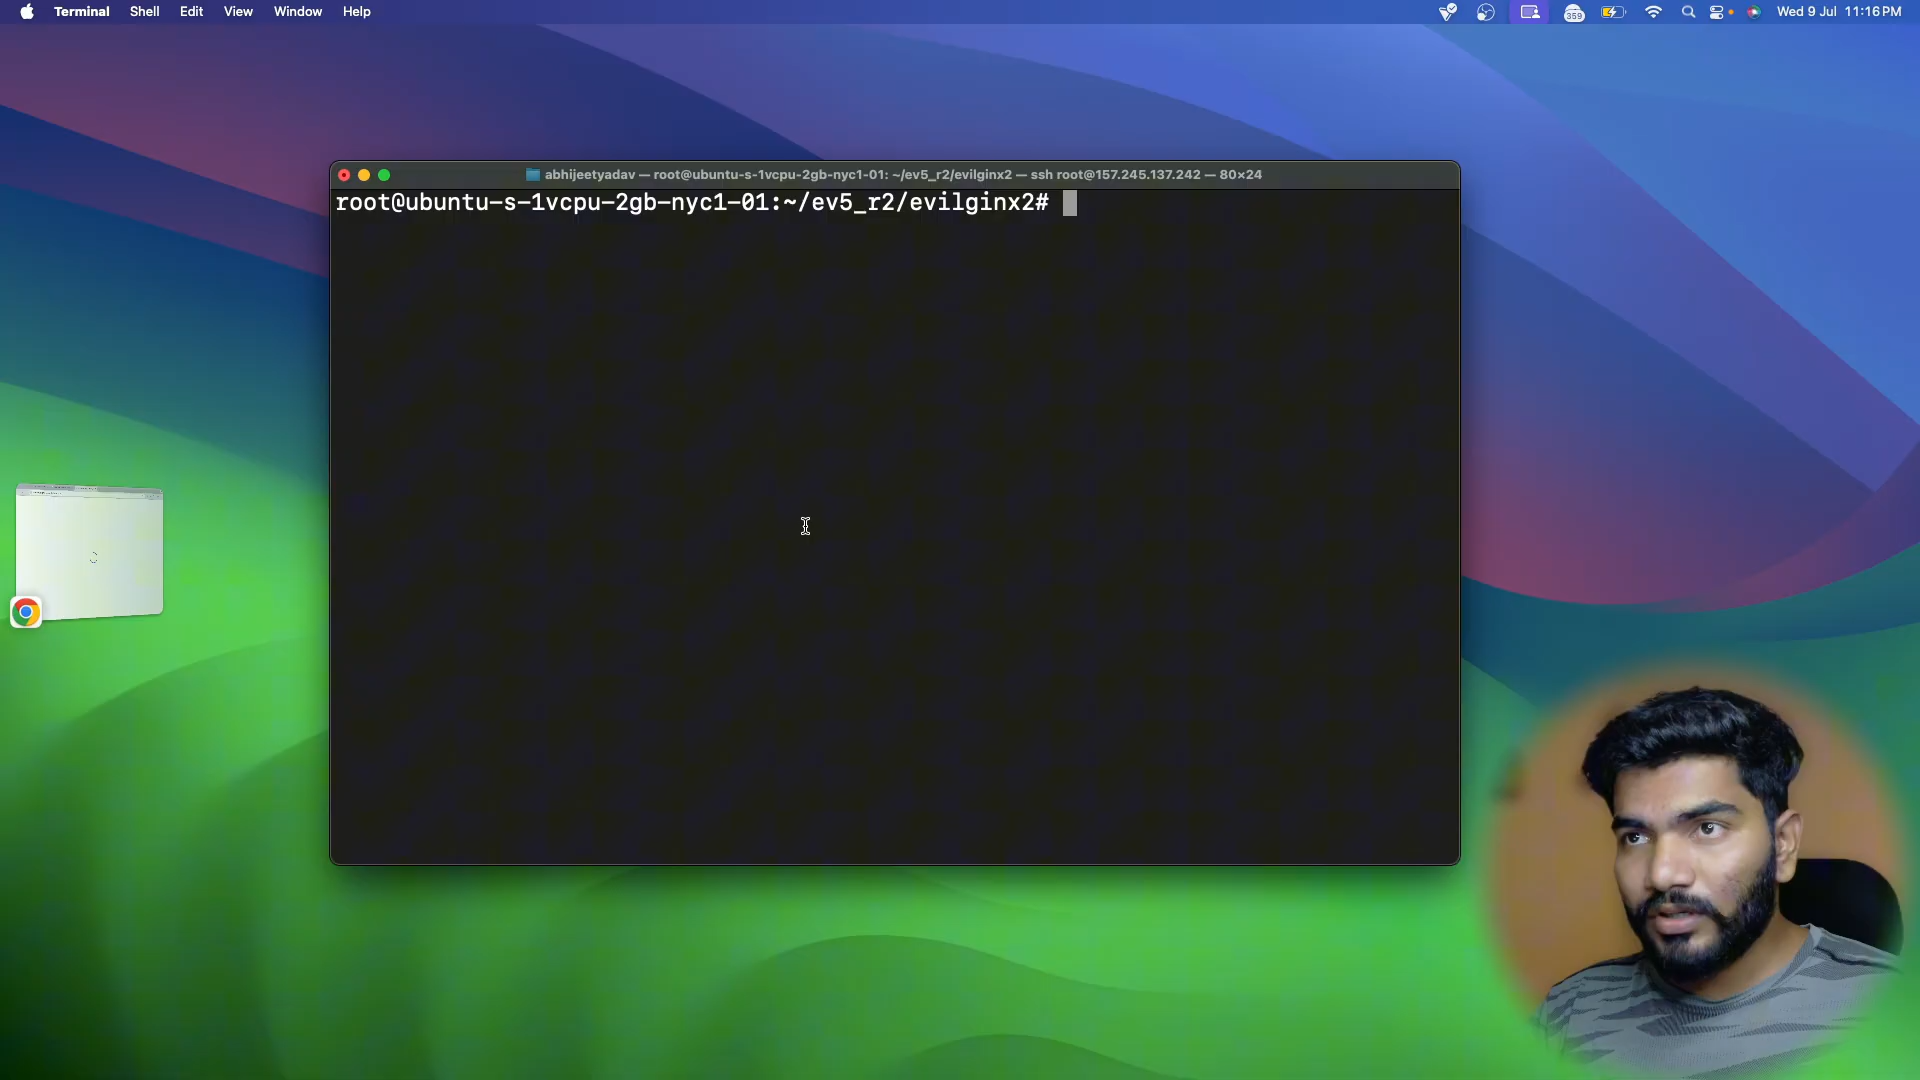 Terminal Shell Edit View Window Help 359 Wed 9 Jul 11:16 PM
abhijeetyadav — root@ubuntu-s-1vcpu-2gb-nyc1-01: ~/ev5_r2/evilginx2 — ssh root@157.245.137.242 — 80×24
root@ubuntu-s-1vcpu-2gb-nyc1-01:~/ev5_r2/evilginx2#